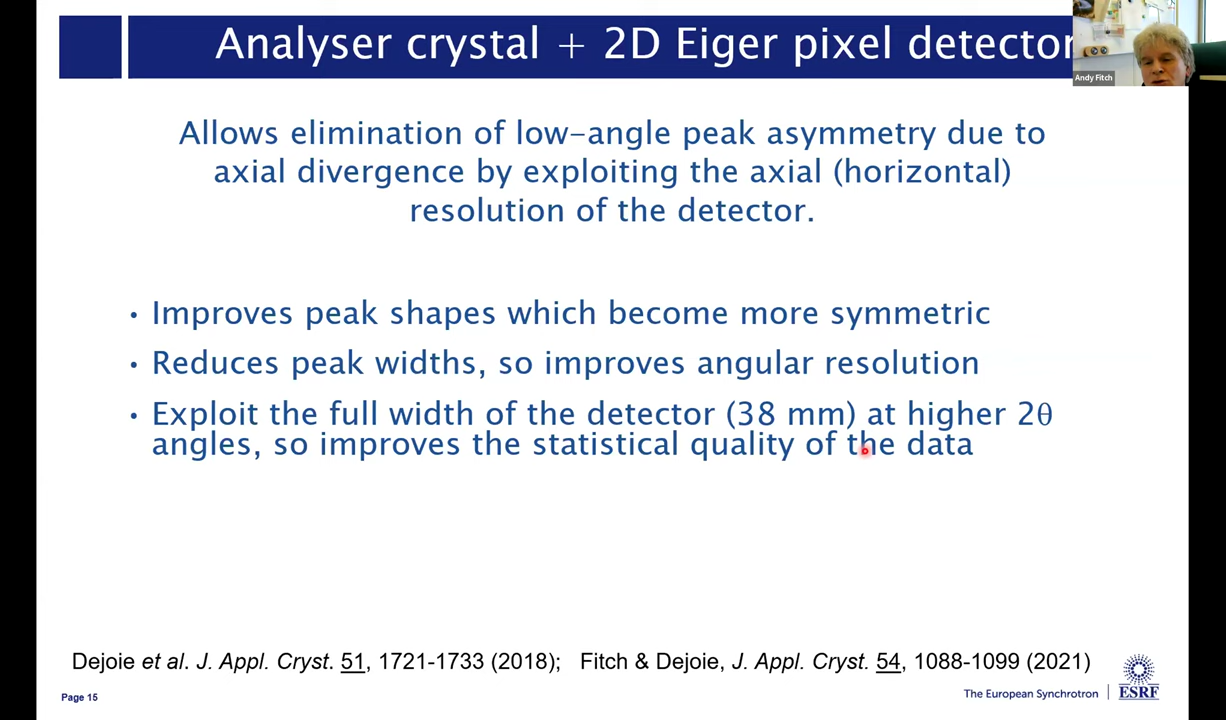 Analyser crystal + 2D Eiger pixel detector
Andy Fitch
Allows elimination of low-angle peak asymmetry due to
axial divergence by exploiting the axial (horizontal)
resolution of the detector.
• Improves peak shapes which become more symmetric
• Reduces peak widths, so improves angular resolution
• Exploit the full width of the detector (38 mm) at higher 2θ
angles, so improves the statistical quality of the data
Dejoie et al. J. Appl. Cryst. 51, 1721-1733 (2018); Fitch & Dejoie, J. Appl. Cryst. 54, 1088-1099 (2021)
Page 15
The European Synchrotron
ESRF